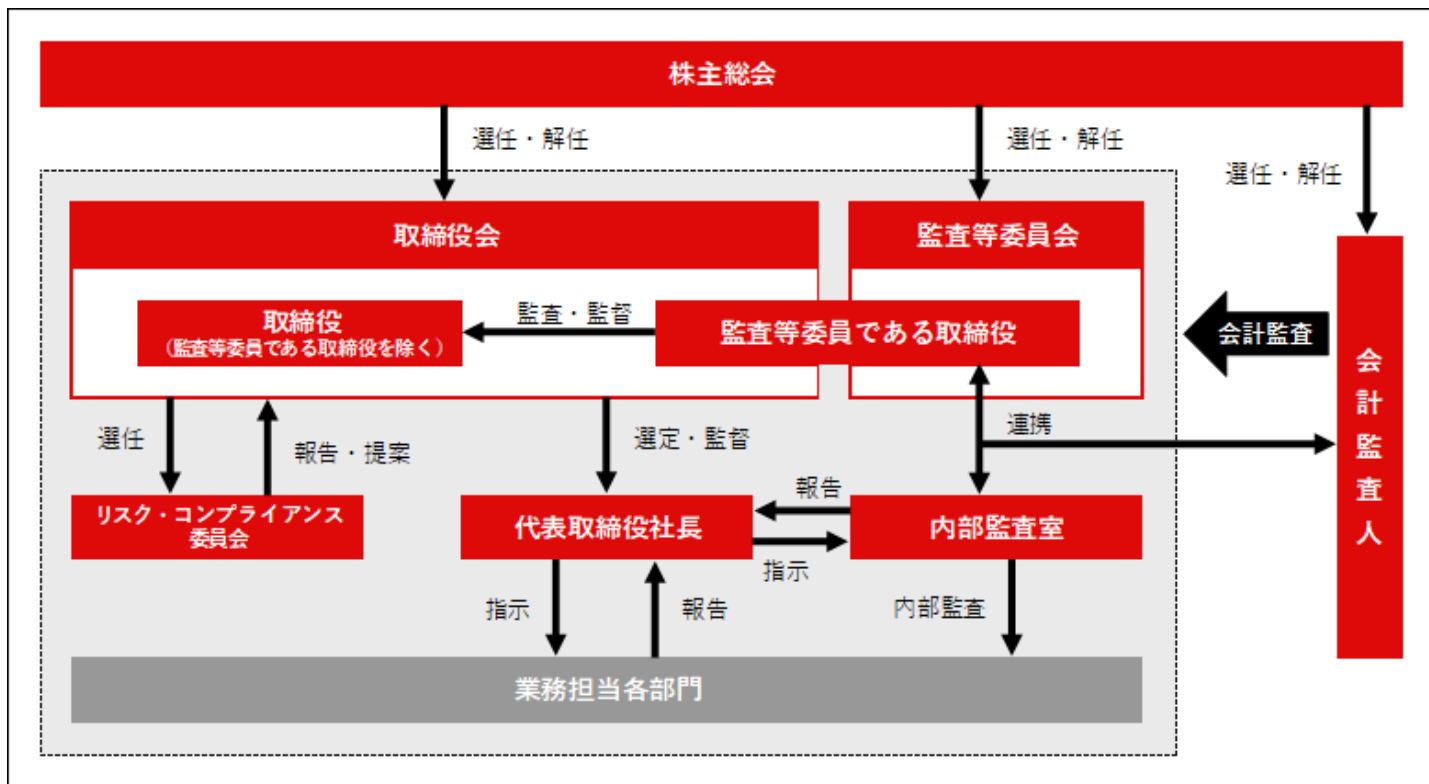 株主総会
選任・解任
選任・解任
選任・解任
取締役会
監査等委員会
取締役
（監査等委員である取締役を除く）
監査・監督
監査等委員である取締役
会計監査
会計監査人
選任
報告・提案
選定・監督
連携
リスク・コンプライアンス
委員会
代表取締役社長
報告
指示
内部監査室
指示
報告
内部監査
業務担当各部門